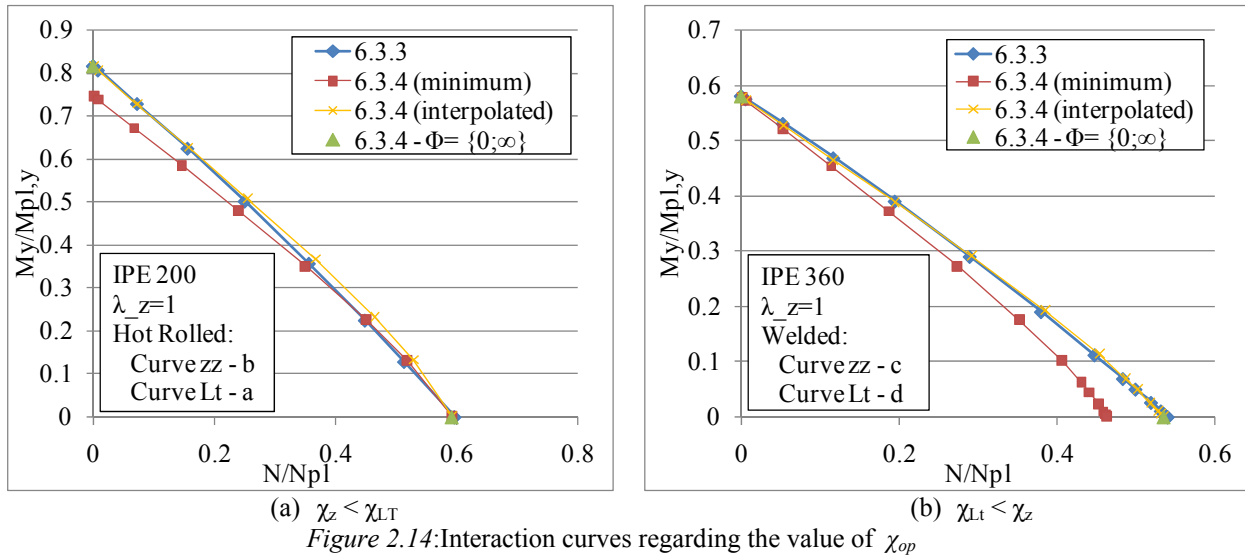 0.9
0.8
0.7
0.6
0.5
0.4
0.3
0.2
0.1
0
My/Mpl,y
6.3.3
6.3.4 (minimum)
6.3.4 (interpolated)
6.3.4 - Φ= {0;∞}
IPE 200
λ_z=1
Hot Rolled:
Curve zz - b
Curve Lt - a
0 0.2 0.4 0.6 0.8
N/Npl
(a) χz < χLT
0.7
0.6
0.5
0.4
0.3
0.2
0.1
0
My/Mpl,y
6.3.3
6.3.4 (minimum)
6.3.4 (interpolated)
6.3.4 - Φ= {0;∞}
IPE 360
λ_z=1
Welded:
Curve zz - c
Curve Lt - d
0 0.2 0.4 0.6
N/Npl
(b) χLt < χz
Figure 2.14:Interaction curves regarding the value of χop